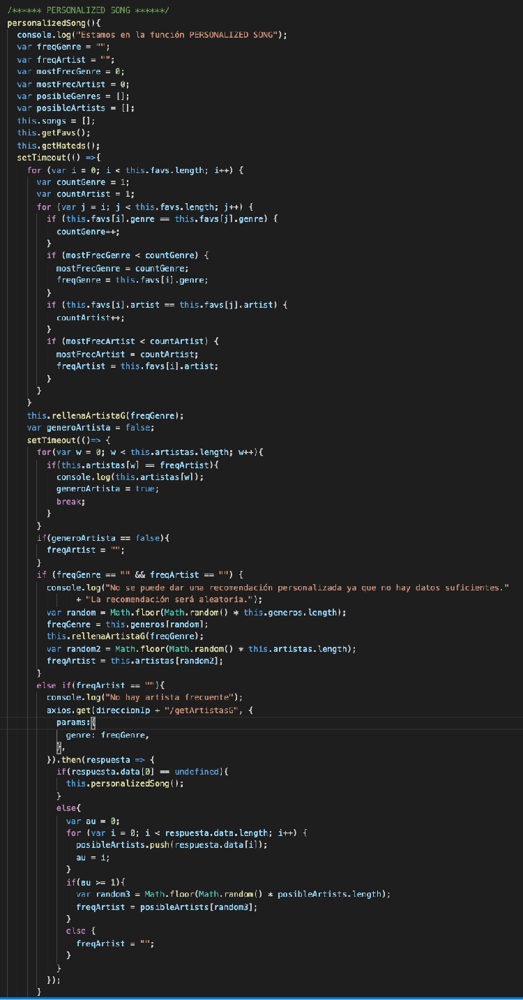 /****** PERSONALIZED SONG ******/
personalizedSong(){
  console.log("Estamos en la función PERSONALIZED SONG");
  var freqGenre = "";
  var freqArtist = "";
  var mostFrecGenre = 0;
  var mostFrecArtist = 0;
  var posibleGenres = [];
  var posibleArtists = [];
  this.songs = [];
  this.getFavs();
  this.getHateds();
  setTimeout(() =>{
    for (var i = 0; i < this.favs.length; i++) {
      var countGenre = 1;
      var countArtist = 1;
      for (var j = i; j < this.favs.length; j++) {
        if (this.favs[i].genre == this.favs[j].genre) {
          countGenre++;
        }
        if (mostFrecGenre < countGenre) {
          mostFrecGenre = countGenre;
          freqGenre = this.favs[i].genre;
        }
        if (this.favs[i].artist == this.favs[j].artist) {
          countArtist++;
        }
        if (mostFrecArtist < countArtist) {
          mostFrecArtist = countArtist;
          freqArtist = this.favs[i].artist;
        }
      }
    }
    this.rellenaArtistaG(freqGenre);
    var generoArtista = false;
    setTimeout(()=> {
      for(var w = 0; w < this.artistas.length; w++){
        if(this.artistas[w] == freqArtist){
          console.log(this.artistas[w]);
          generoArtista = true;
          break;
        }
      }
      if(generoArtista == false){
        freqArtist = "";
      }
      if (freqGenre == "" && freqArtist == "") {
        console.log("No se puede dar una recomendación personalizada ya que no hay datos suficientes."
              + "La recomendación será aleatoria.");
        var random = Math.floor(Math.random() * this.generos.length);
        freqGenre = this.generos[random];
        this.rellenaArtistaG(freqGenre);
        var random2 = Math.floor(Math.random() * this.artistas.length);
        freqArtist = this.artistas[random2];
      }
      else if(freqArtist == ""){
        console.log("No hay artista frecuente");
        axios.get(direccionIp + "/getArtistasG", {
          params:{
            genre: freqGenre,
          },
        }).then(respuesta => {
          if(respuesta.data[0] == undefined){
            this.personalizedSong();
          }
          else{
            var au = 0;
            for (var i = 0; i < respuesta.data.length; i++) {
              posibleArtists.push(respuesta.data[i]);
              au = i;
            }
            if(au >= 1){
              var random3 = Math.floor(Math.random() * posibleArtists.length);
              freqArtist = posibleArtists[random3];
            }
            else {
              freqArtist = "";
            }
          }
        });
      }